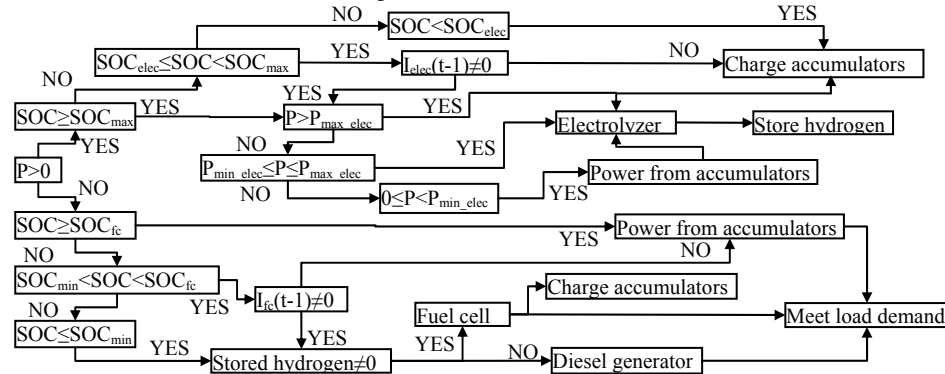 NO
SOC<SOC_elec
YES
SOC_elec≤SOC<SOC_max
YES
I_elec(t-1)≠0
NO
Charge accumulators
NO
YES
SOC≥SOC_max
YES
P>P_max_elec
YES
Electrolyzer
Store hydrogen
YES
NO
P_min_elec≤P≤P_max_elec
YES
P>0
NO
NO
0≤P<P_min_elec
YES
Power from accumulators
SOC≥SOC_fc
YES
Power from accumulators
NO
NO
SOC_min<SOC<SOC_fc
YES
I_fc(t-1)≠0
Charge accumulators
NO
SOC≤SOC_min
YES
YES
Fuel cell
Meet load demand
YES
Stored hydrogen≠0
NO
Diesel generator